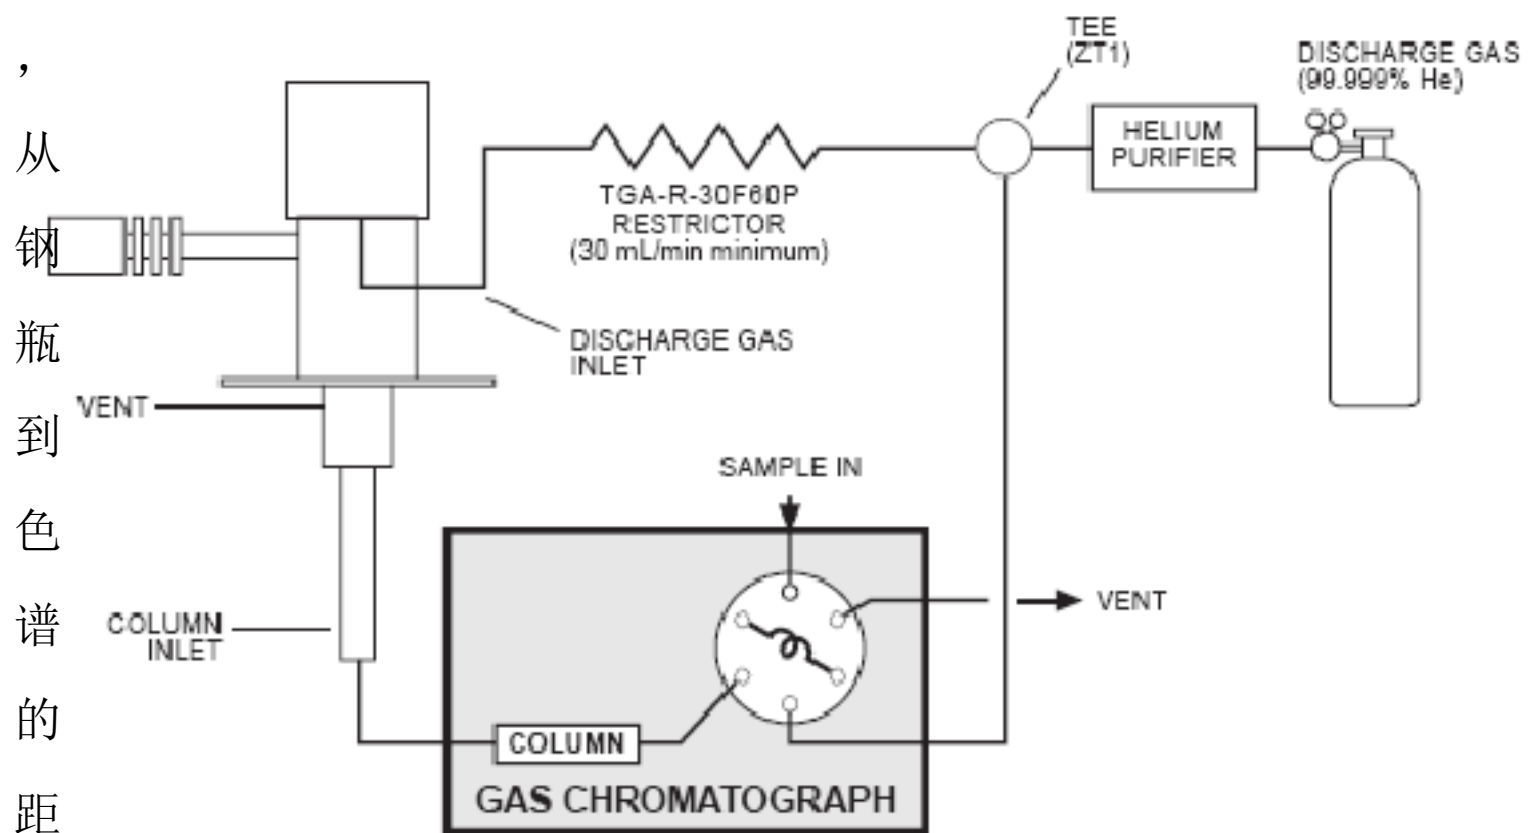 ，从钢瓶到色谱的距
TEE
(ZT1)
DISCHARGE GAS
(99.999% He)
HELIUM
PURIFIER
TGA-R-30F60P
RESTRICTOR
(30 mL/min minimum)
DISCHARGE GAS
INLET
VENT
SAMPLE IN
VENT
COLUMN
INLET
COLUMN
GAS CHROMATOGRAPH